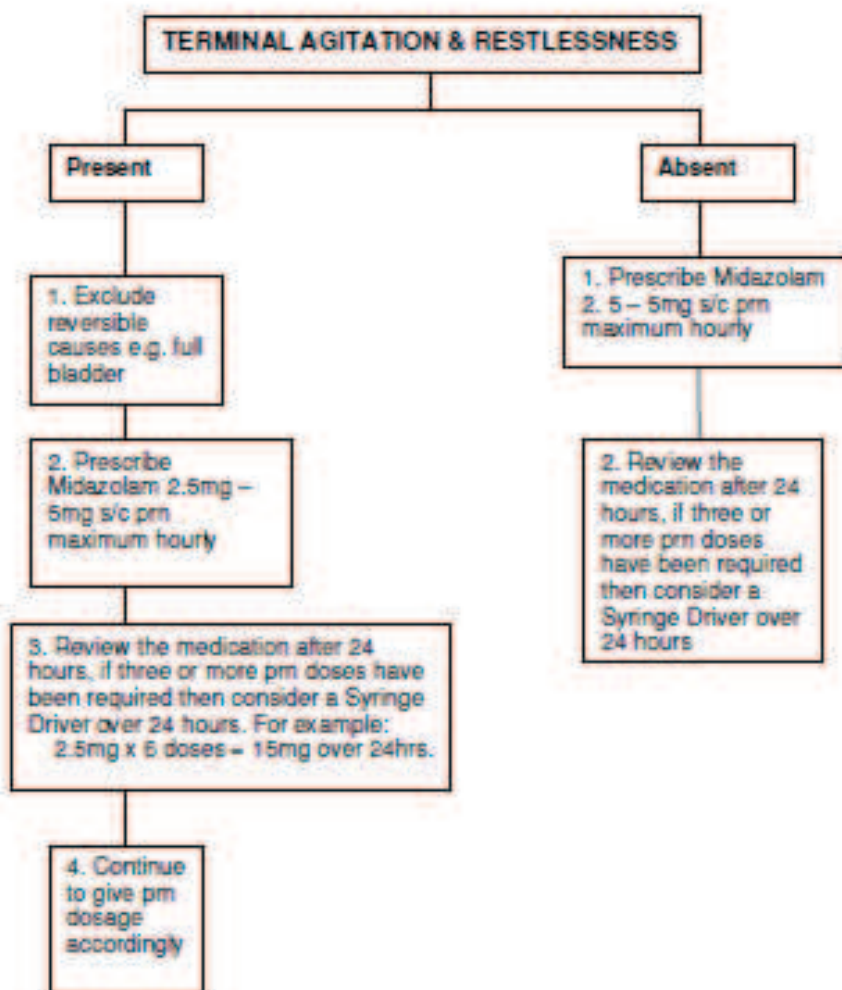 TERMINAL AGITATION & RESTLESSNESS
Present
1. Exclude
reversible
causes e.g. full
bladder
2. Prescribe
Midazolam 2.5mg –
5mg s/c prn
maximum hourly
3. Review the medication after 24
hours, if three or more prn doses have
been required then consider a Syringe
Driver over 24 hours. For example:
2.5mg x 6 doses = 15mg over 24hrs.
4. Continue
to give prn
dosage
accordingly
Absent
1. Prescribe Midazolam
2. 5 – 5mg s/c prn
maximum hourly
2. Review the
medication after 24
hours, if three or
more prn doses
have been required
then consider a
Syringe Driver over
24 hours